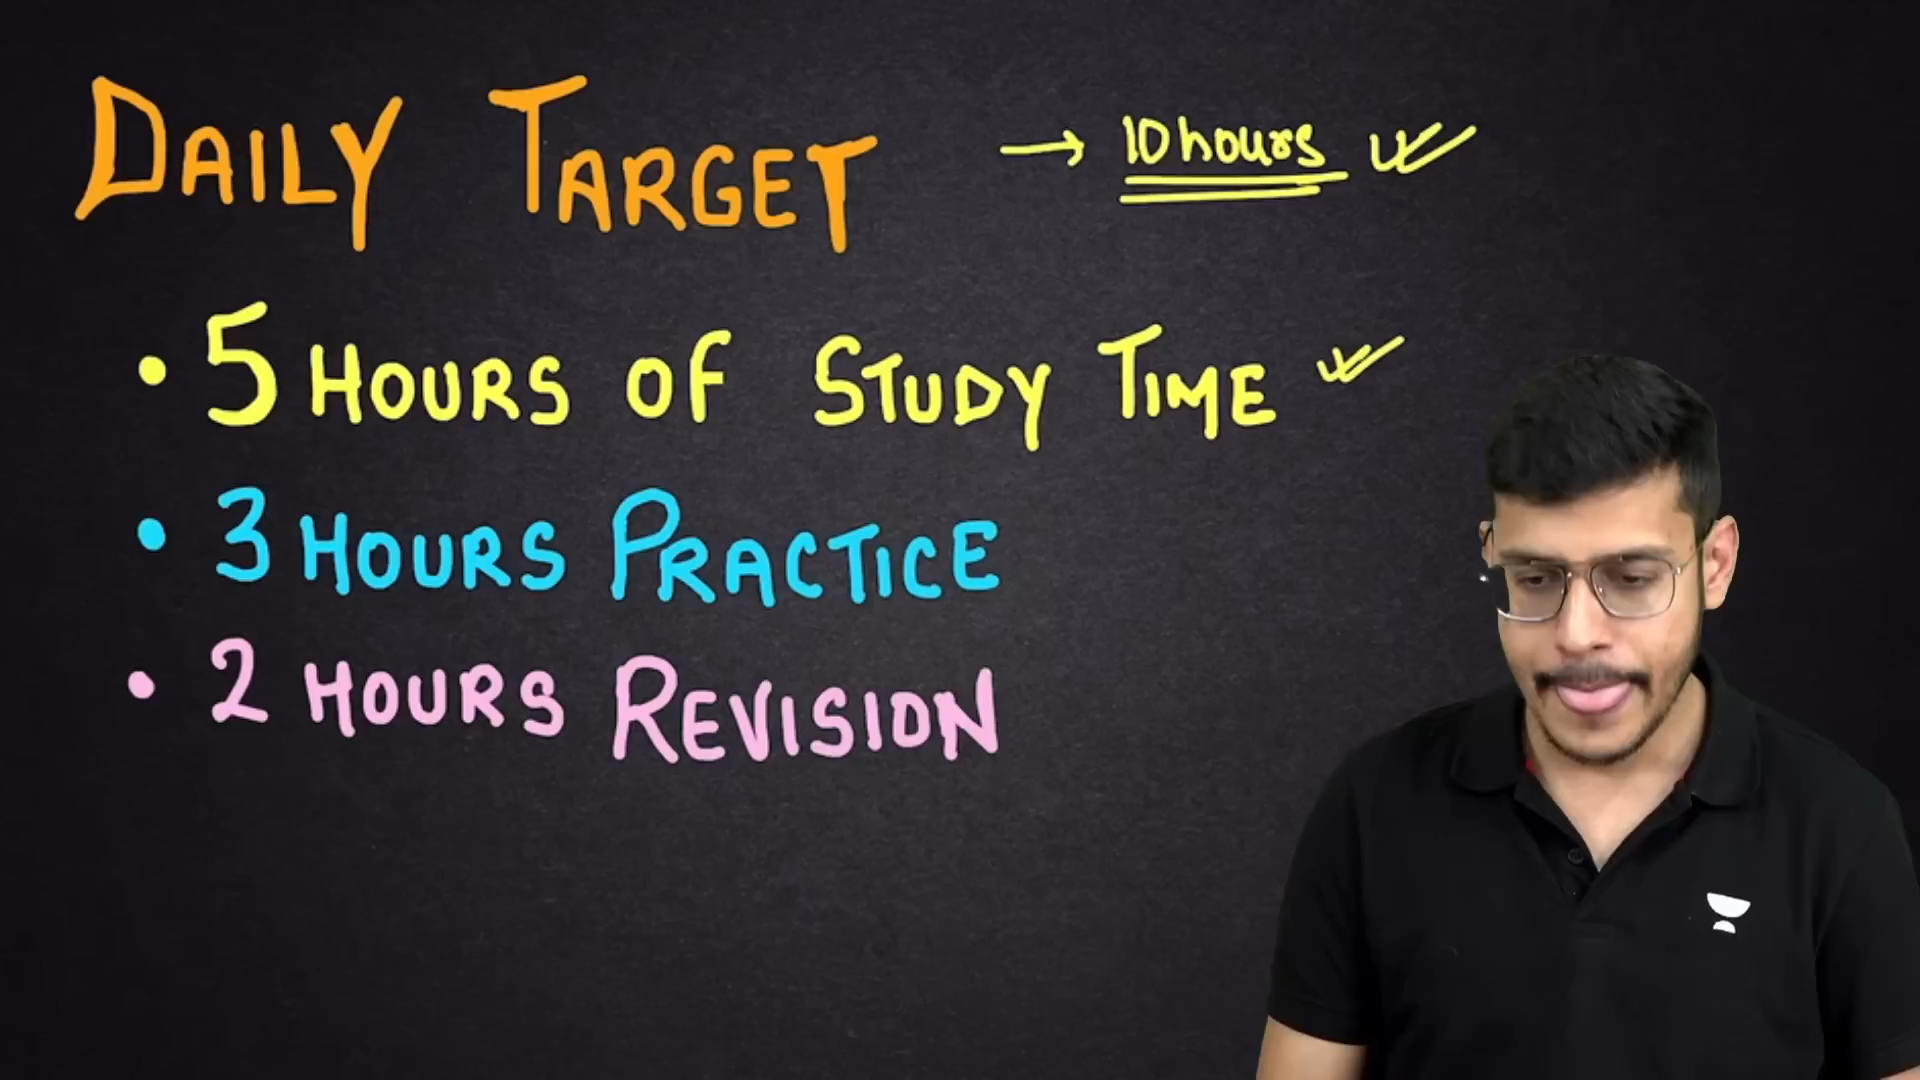 DAILY TARGET → 10 hours
• 5 HOURS OF STUDY TIME
• 3 HOURS PRACTICE
• 2 HOURS REVISION